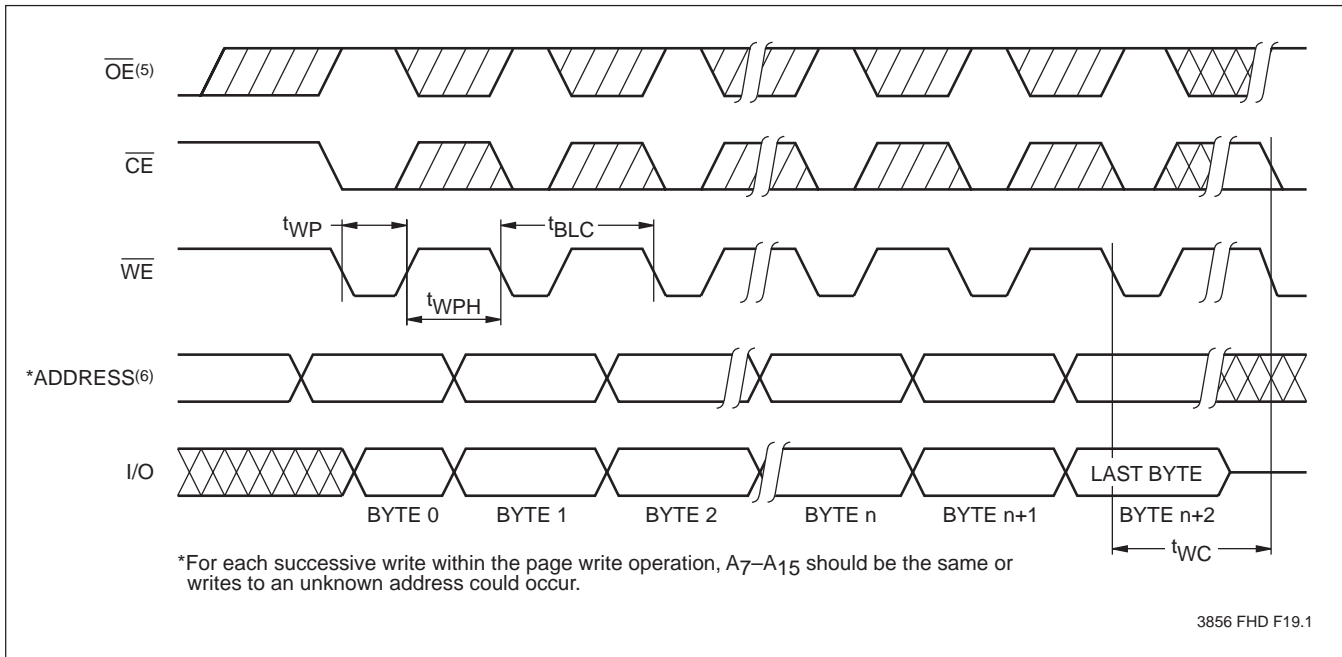 OE(5)
CE
tWP
tBLC
WE
tWPH
*ADDRESS(6)
I/O
LAST BYTE
BYTE 0 BYTE 1 BYTE 2 BYTE n BYTE n+1 BYTE n+2
tWC
*For each successive write within the page write operation, A7–A15 should be the same or
writes to an unknown address could occur.
3856 FHD F19.1